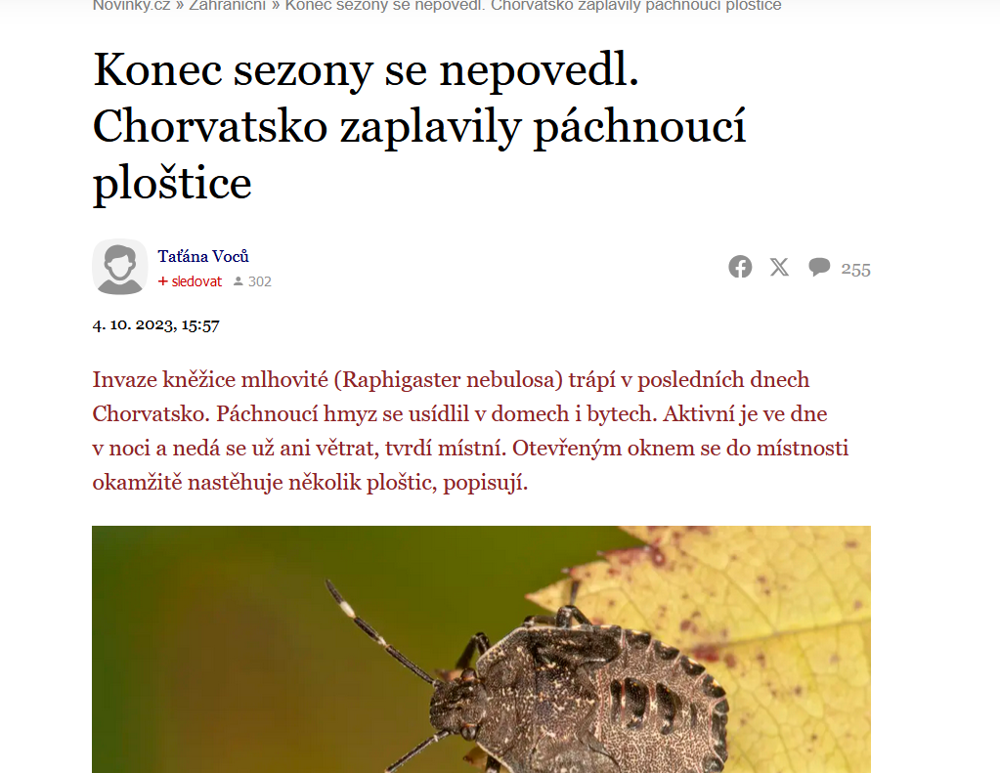 Novinky.cz » Zahraniční » Konec sezony se nepovedl. Chorvatsko zaplavily páchnoucí ploštice
Konec sezony se nepovedl.
Chorvatsko zaplavily páchnoucí
ploštice
Taťána Voců
+ sledovat 302
255
4. 10. 2023, 15:57
Invaze kněžice mlhovité (Raphigaster nebulosa) trápí v posledních dnech
Chorvatsko. Páchnoucí hmyz se usídlil v domech i bytech. Aktivní je ve dne
v noci a nedá se už ani větrat, tvrdí místní. Otevřeným oknem se do místnosti
okamžitě nastěhuje několik ploštic, popisují.